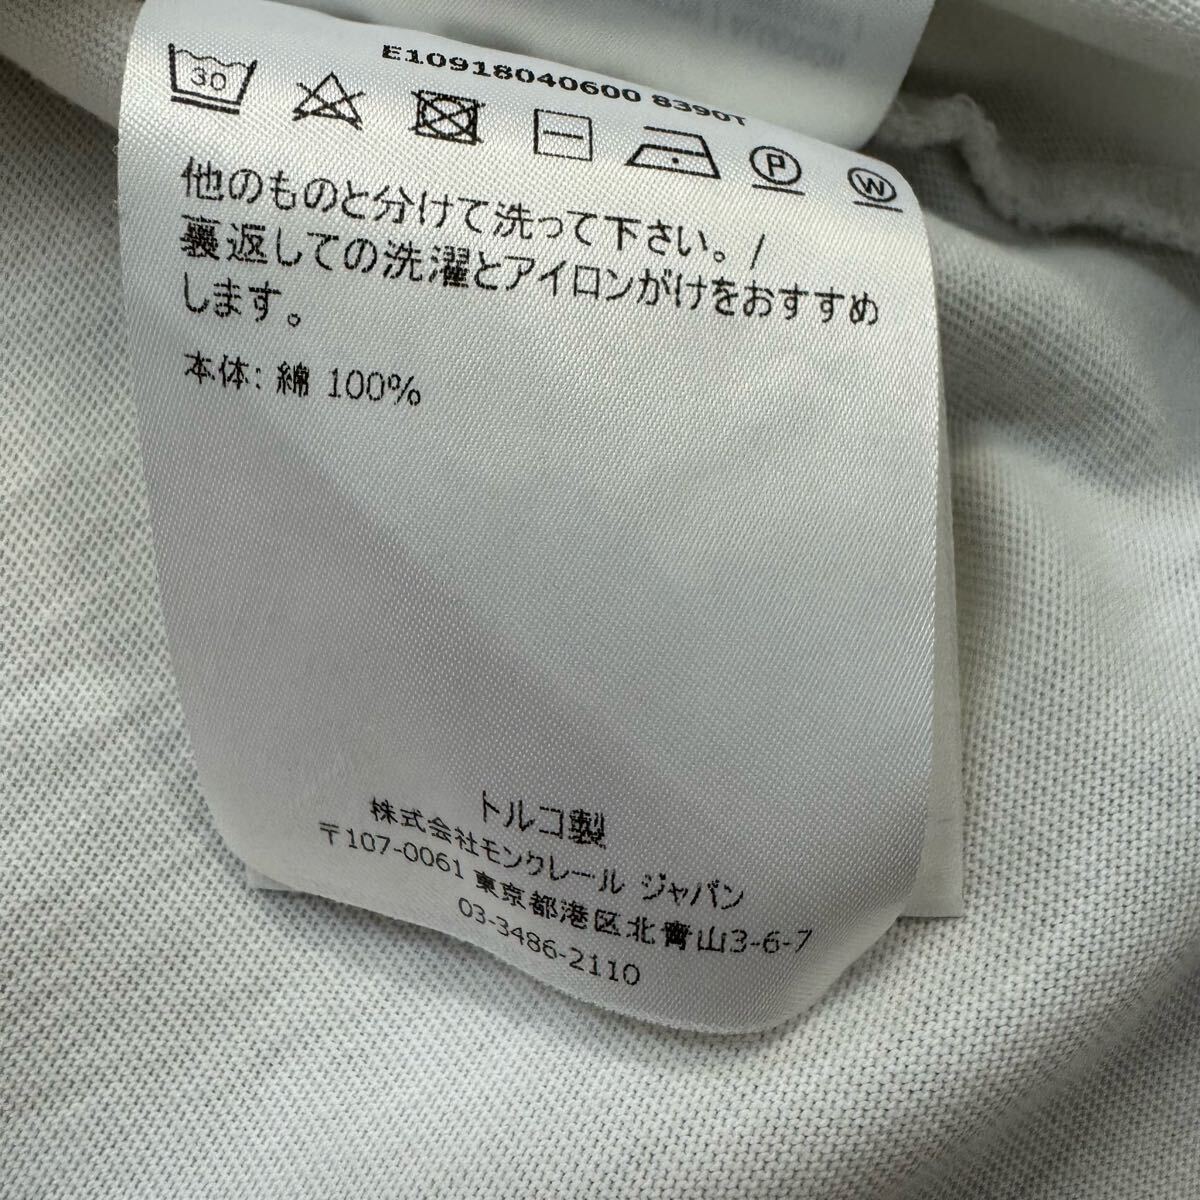 E10918040600 8390T
30
P
W
他のものと分けて洗って下さい。/
裏返しての洗濯とアイロンがけをおすすめ
します。
本体: 綿 100%
トルコ製
株式会社モンクレール ジャパン
〒107-0061 東京都港区北青山3-6-7
03-3486-2110